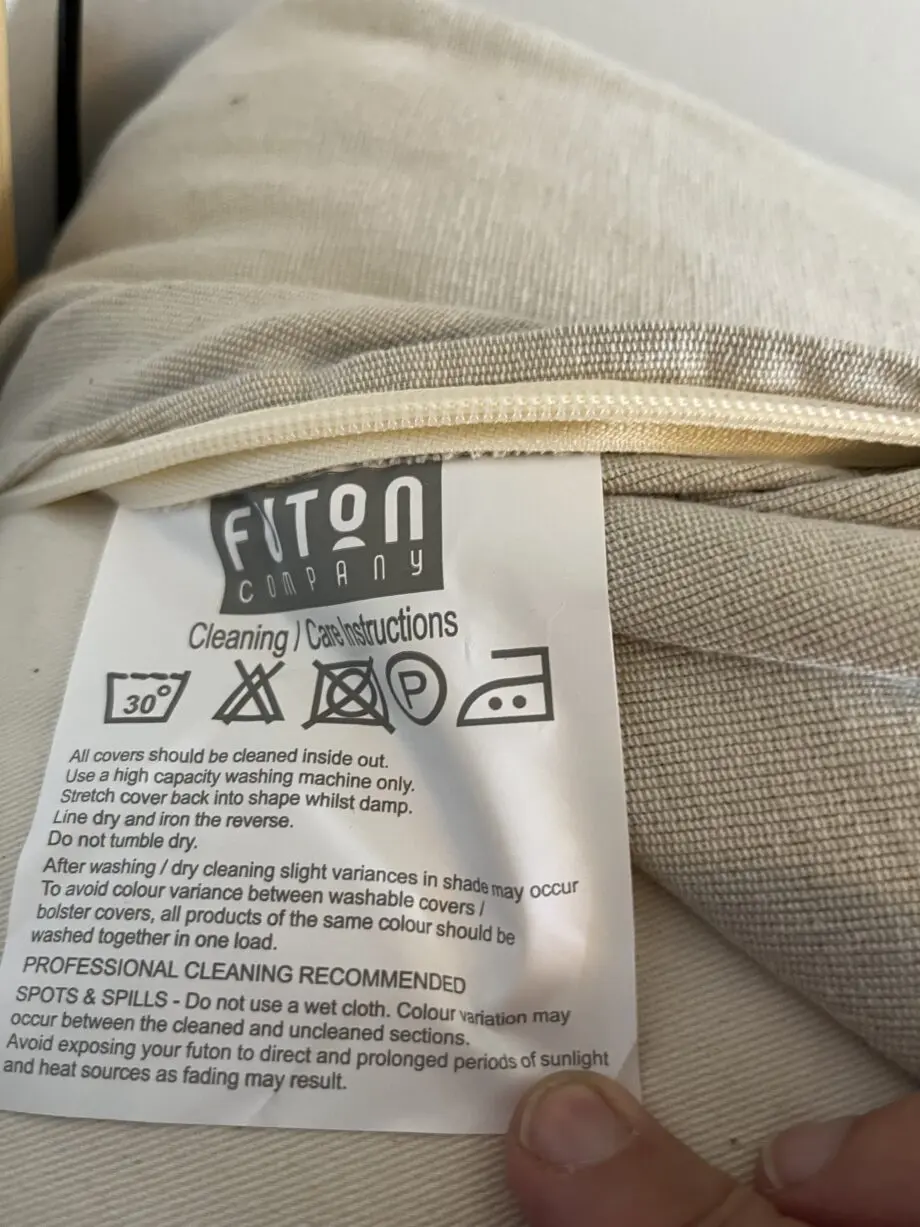 FUTON
COMPANY
Cleaning / Care Instructions
30° P
All covers should be cleaned inside out.
Use a high capacity washing machine only.
Stretch cover back into shape whilst damp.
Line dry and iron the reverse.
Do not tumble dry.
After washing / dry cleaning slight variances in shade may occur
To avoid colour variance between washable covers /
bolster covers, all products of the same colour should be
washed together in one load.
PROFESSIONAL CLEANING RECOMMENDED
SPOTS & SPILLS - Do not use a wet cloth. Colour variation may
occur between the cleaned and uncleaned sections.
Avoid exposing your futon to direct and prolonged periods of sunlight
and heat sources as fading may result.